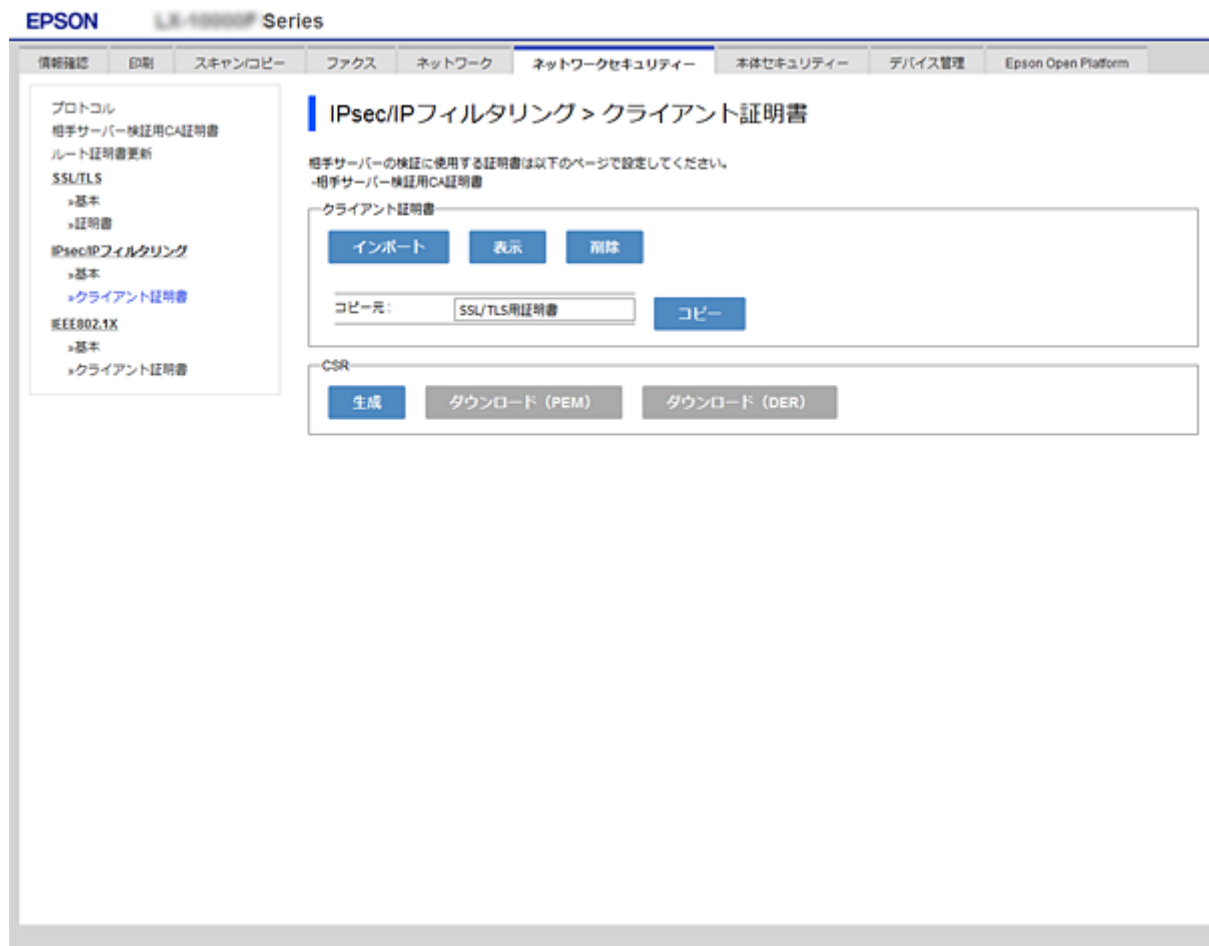 EPSON Series
情報確認 印刷 スキャン/コピー ファクス ネットワーク ネットワークセキュリティー 本体セキュリティー デバイス管理 Epson Open Platform
プロトコル
相手サーバー検証用CA証明書
ルート証明書更新
SSL/TLS
»基本
»証明書
IPsec/IPフィルタリング
»基本
»クライアント証明書
IEEE802.1X
»基本
»クライアント証明書
IPsec/IPフィルタリング > クライアント証明書
相手サーバーの検証に使用する証明書は以下のページで設定してください。
-相手サーバー検証用CA証明書
クライアント証明書
インポート 表示 削除
コピー元: SSL/TLS用証明書 コピー
CSR
生成 ダウンロード（PEM） ダウンロード（DER）